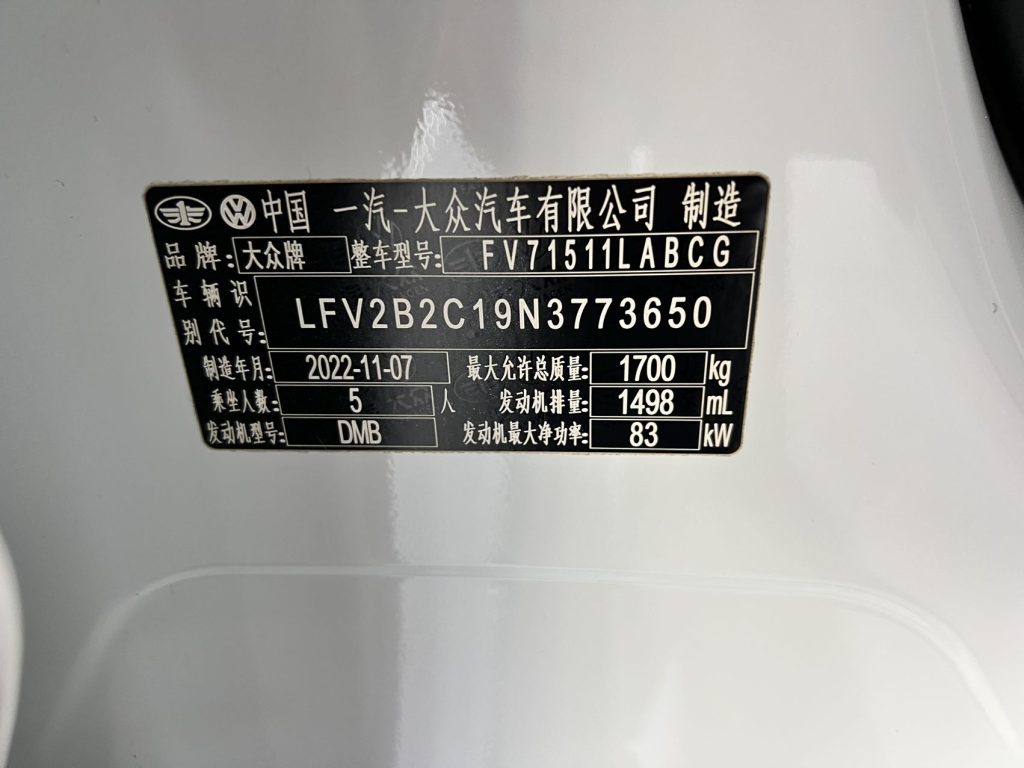 中国 一汽-大众汽车有限公司 制造
品牌: 大众牌 整车型号: FV71511LABCG
车辆识别代号: LFV2B2C19N3773650
制造年月: 2022-11-07 最大允许总质量: 1700 kg
乘坐人数: 5 人 发动机排量: 1498 mL
发动机型号: DMB 发动机最大净功率: 83 kW